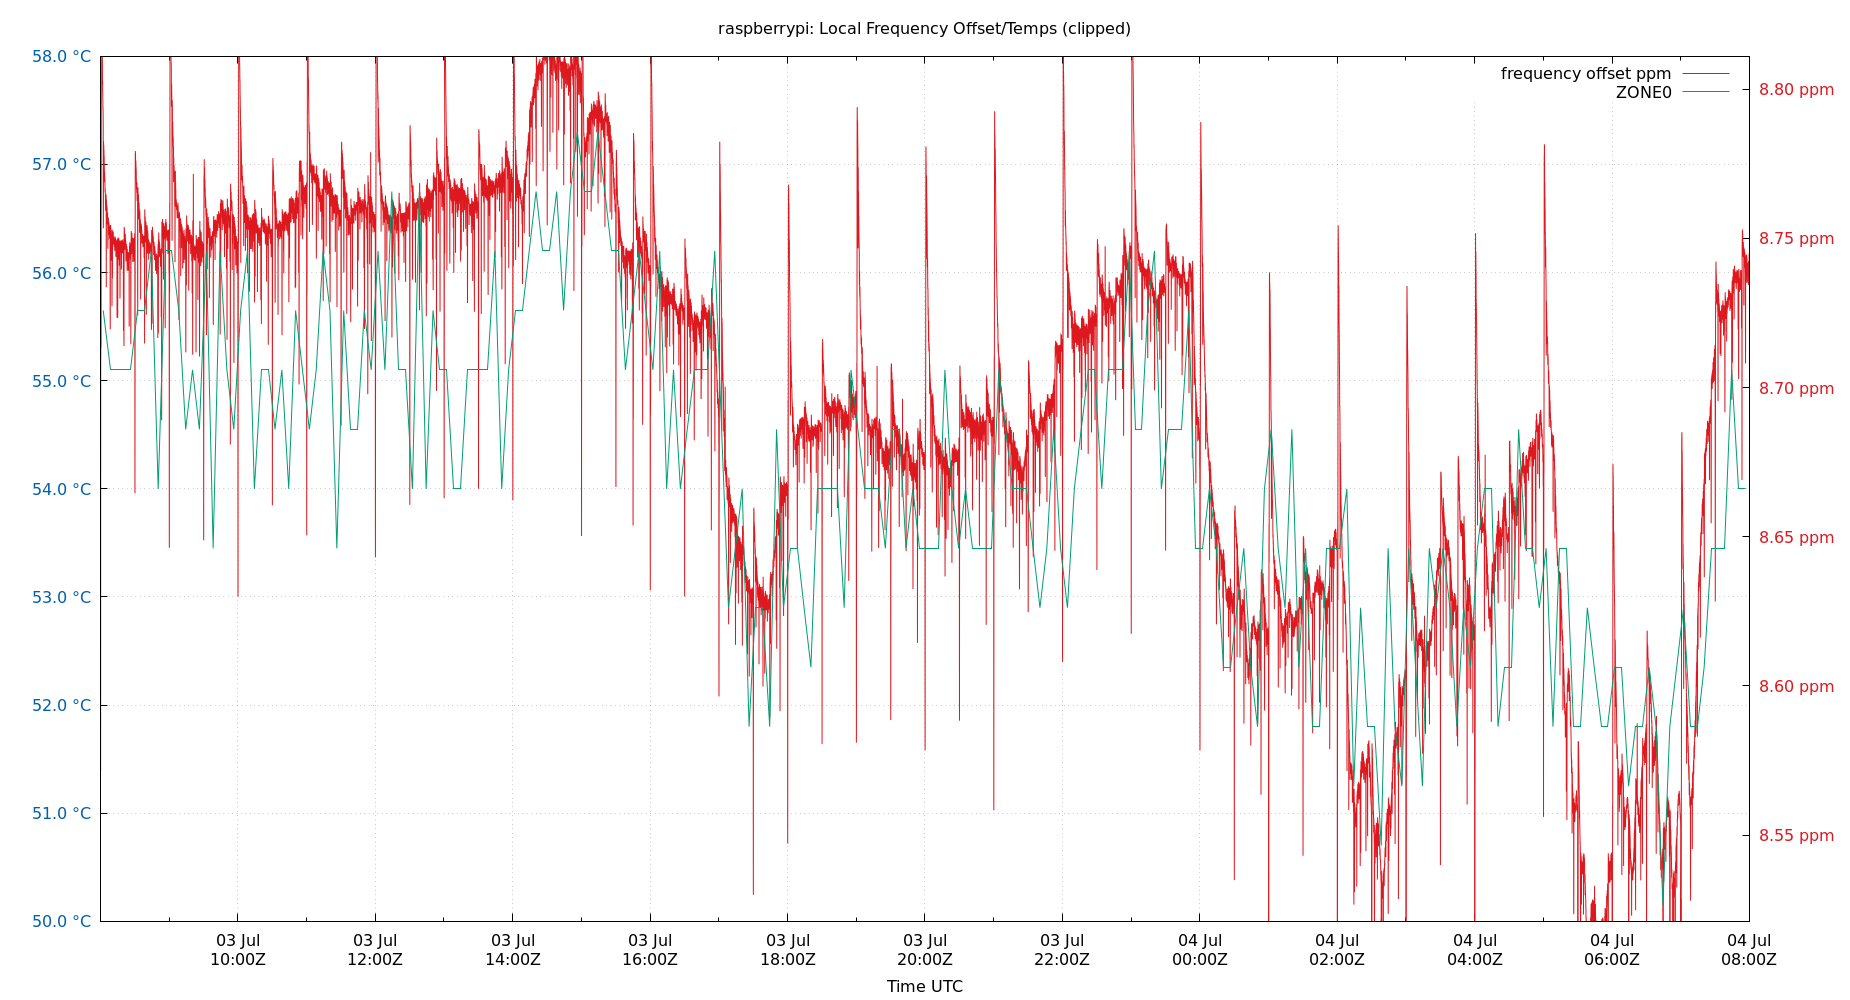 raspberrypi: Local Frequency Offset/Temps (clipped)
58.0 °C
57.0 °C
56.0 °C
55.0 °C
54.0 °C
53.0 °C
52.0 °C
51.0 °C
50.0 °C
frequency offset ppm
ZONE0
8.80 ppm
8.75 ppm
8.70 ppm
8.65 ppm
8.60 ppm
8.55 ppm
03 Jul 03 Jul 03 Jul 03 Jul 03 Jul 03 Jul 03 Jul 04 Jul 04 Jul 04 Jul 04 Jul 04 Jul
10:00Z 12:00Z 14:00Z 16:00Z 18:00Z 20:00Z 22:00Z 00:00Z 02:00Z 04:00Z 06:00Z 08:00Z
Time UTC